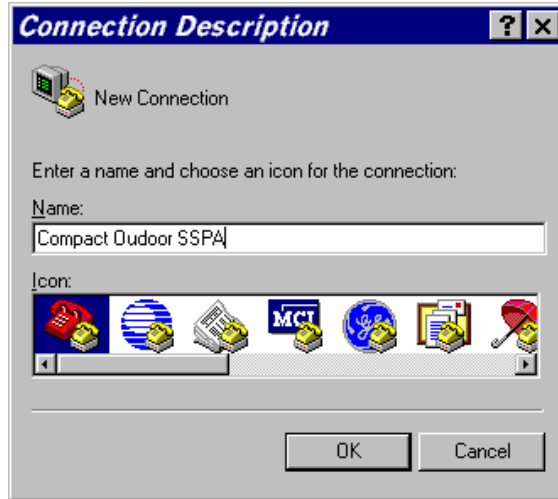 Connection Description
New Connection
Enter a name and choose an icon for the connection:
Name:
Compact Oudoor SSPA
Icon:
MCI
OK Cancel